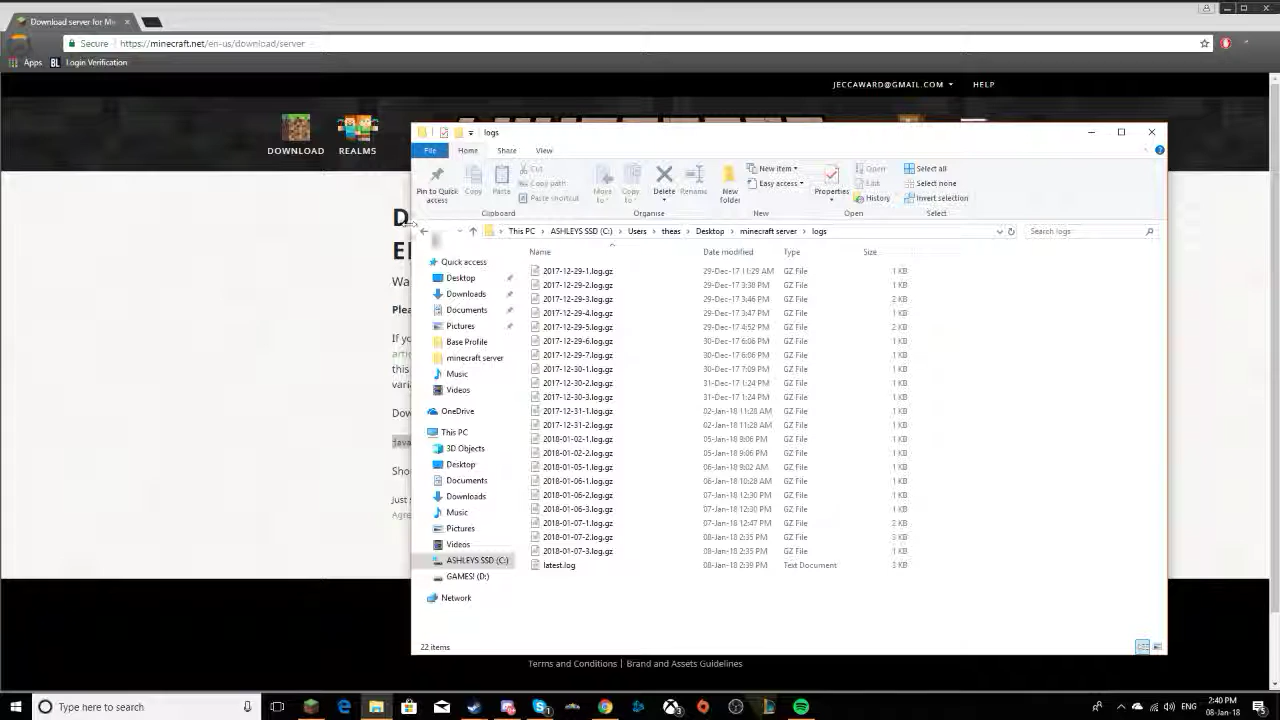 Download server for Mi
Secure https://minecraft.net/en-us/download/server
Apps BL Login Verification
JECCAWARD@GMAIL.COM HELP
DOWNLOAD REALMS
logs
File Home Share View
Pin to Quick access
Copy
Paste
Cut
Copy path
Paste shortcut
Move to
Copy to
Delete
Rename
New folder
New item
Easy access
Properties
Open
Edit
History
Select all
Select none
Invert selection
Clipboard Organise New Open Select
This PC ASHLEYS SSD (C:) Users theas Desktop minecraft server logs
Search logs
Name Date modified Type Size
2017-12-29-1.log.gz 29-Dec-17 11:29 AM GZ File 1 KB
2017-12-29-2.log.gz 29-Dec-17 3:38 PM GZ File 1 KB
2017-12-29-3.log.gz 29-Dec-17 3:46 PM GZ File 2 KB
2017-12-29-4.log.gz 29-Dec-17 3:47 PM GZ File 1 KB
2017-12-29-5.log.gz 29-Dec-17 4:52 PM GZ File 2 KB
2017-12-29-6.log.gz 30-Dec-17 6:06 PM GZ File 1 KB
2017-12-29-7.log.gz 30-Dec-17 6:06 PM GZ File 1 KB
2017-12-30-1.log.gz 30-Dec-17 7:09 PM GZ File 1 KB
2017-12-30-2.log.gz 31-Dec-17 1:24 PM GZ File 1 KB
2017-12-30-3.log.gz 31-Dec-17 1:24 PM GZ File 1 KB
2017-12-31-1.log.gz 02-Jan-18 11:28 AM GZ File 1 KB
2017-12-31-2.log.gz 02-Jan-18 11:28 AM GZ File 1 KB
2018-01-02-1.log.gz 05-Jan-18 9:06 PM GZ File 1 KB
2018-01-02-2.log.gz 05-Jan-18 9:06 PM GZ File 1 KB
2018-01-05-1.log.gz 06-Jan-18 9:02 AM GZ File 1 KB
2018-01-06-1.log.gz 06-Jan-18 10:28 AM GZ File 1 KB
2018-01-06-2.log.gz 07-Jan-18 12:30 PM GZ File 1 KB
2018-01-06-3.log.gz 07-Jan-18 12:30 PM GZ File 1 KB
2018-01-07-1.log.gz 07-Jan-18 12:47 PM GZ File 2 KB
2018-01-07-2.log.gz 08-Jan-18 2:35 PM GZ File 3 KB
2018-01-07-3.log.gz 08-Jan-18 2:35 PM GZ File 1 KB
latest.log 08-Jan-18 2:39 PM Text Document 3 KB
Quick access
Desktop
Downloads
Documents
Pictures
Base Profile
minecraft server
Music
Videos
OneDrive
This PC
3D Objects
Desktop
Documents
Downloads
Music
Pictures
Videos
ASHLEYS SSD (C:)
GAMES! (D:)
Network
22 items
Terms and Conditions | Brand and Assets Guidelines
Type here to search
ENG
2:40 PM
08-Jan-18